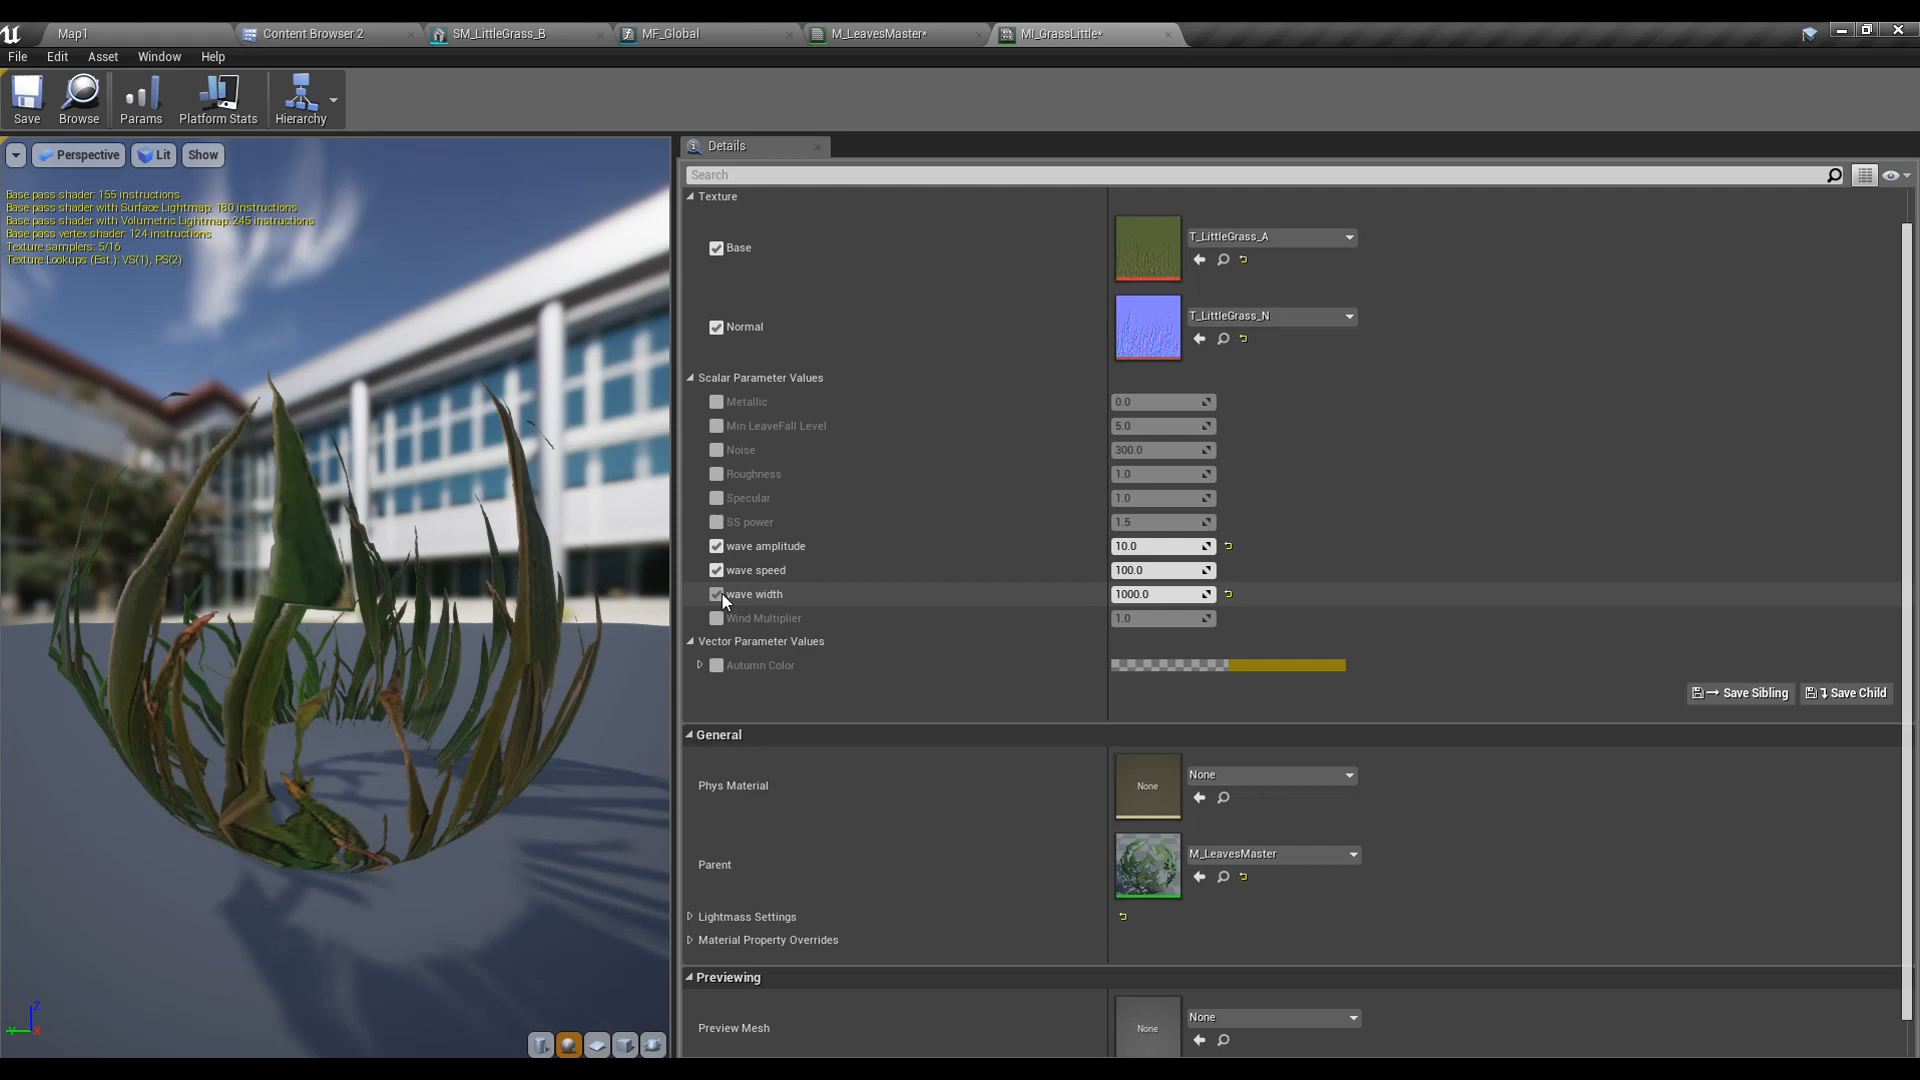 Map1
Content Browser 2
SM_LittleGrass_B
MF_Global
M_LeavesMaster*
MI_GrassLittle*
File
Edit
Asset
Window
Help
Save
Browse
Params
Platform Stats
Hierarchy
Perspective
Lit
Show
Base pass shader: 155 instructions
Base pass shader with Surface Lightmap: 180 instructions
Base pass shader with Volumetric Lightmap: 245 instructions
Base pass vertex shader: 124 instructions
Texture samplers: 5/16
Texture Lookups (Est.): VS(1), PS(2)
Details
Search
Texture
Base
T_LittleGrass_A
Normal
T_LittleGrass_N
Scalar Parameter Values
Metallic
0.0
Min LeaveFall Level
5.0
Noise
300.0
Roughness
1.0
Specular
1.0
SS power
1.5
wave amplitude
10.0
wave speed
100.0
wave width
1000.0
Wind Multiplier
1.0
Vector Parameter Values
Autumn Color
Save Sibling
Save Child
General
Phys Material
None
None
Parent
M_LeavesMaster
Lightmass Settings
Material Property Overrides
Previewing
Preview Mesh
None
None
Z
Y
X